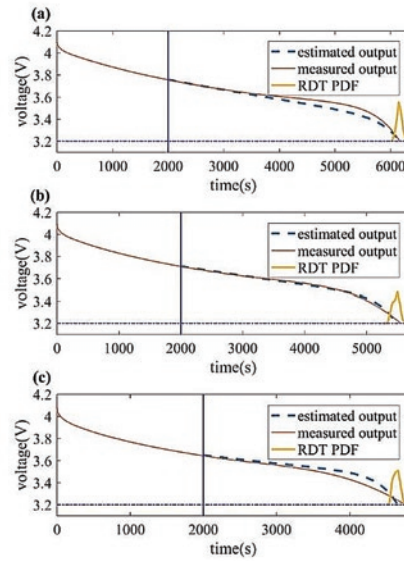 (a)
4.2
4
3.8
3.6
3.4
3.2
voltage(V)
estimated output
measured output
RDT PDF
0 1000 2000 3000 4000 5000 6000
time(s)
(b)
4.2
4
3.8
3.6
3.4
3.2
voltage(V)
estimated output
measured output
RDT PDF
0 1000 2000 3000 4000 5000
time(s)
(c)
4.2
4
3.8
3.6
3.4
3.2
voltage(V)
estimated output
measured output
RDT PDF
0 1000 2000 3000 4000
time(s)